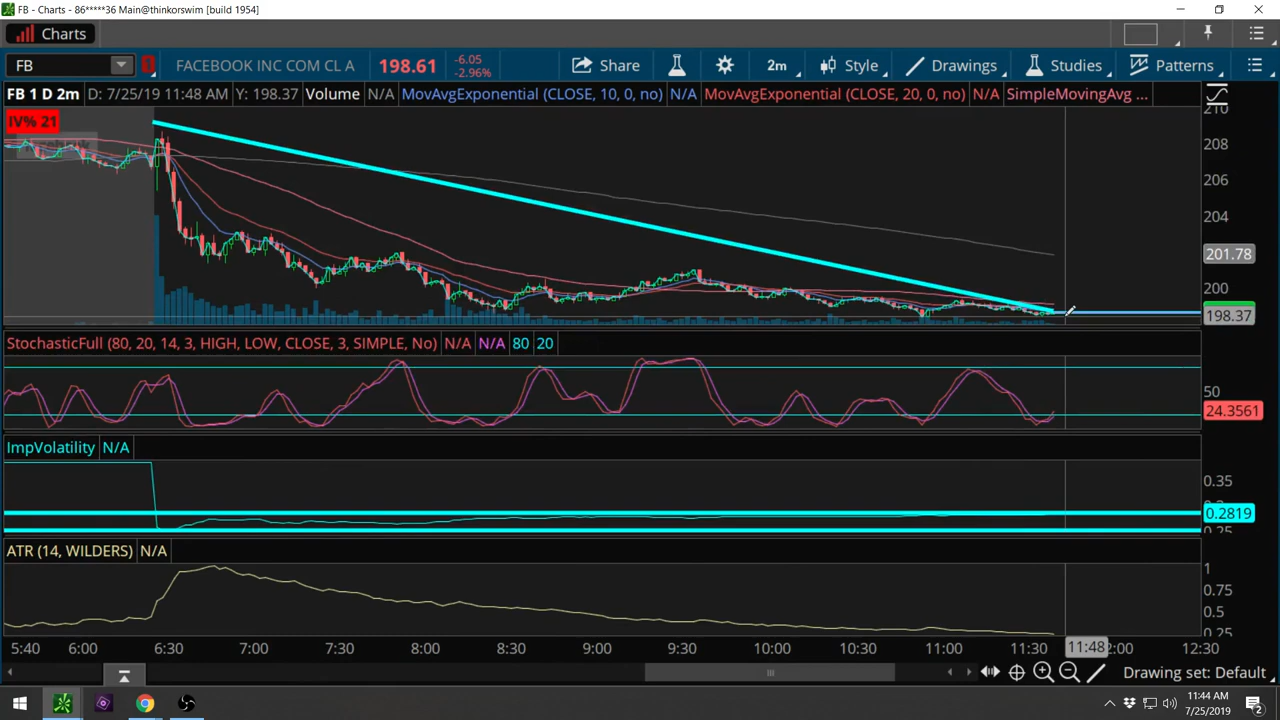 FB - Charts - 86*****36 Main@thinkorswim [build 1954]
Charts
FB FACEBOOK INC COM CL A 198.61 -6.05 -2.96% Share 2m Style Drawings Studies Patterns
FB 1 D 2m D: 7/25/19 11:48 AM Y: 198.37 Volume N/A MovAvgExponential (CLOSE, 10, 0, no) N/A MovAvgExponential (CLOSE, 20, 0, no) N/A SimpleMovingAvg ...
IV% 21
210
208
206
204
201.78
200
198.37
StochasticFull (80, 20, 14, 3, HIGH, LOW, CLOSE, 3, SIMPLE, No) N/A N/A 80 20
50
24.3561
ImpVolatility N/A
0.35
0.2819
0.25
ATR (14, WILDERS) N/A
1
0.75
0.5
0.25
5:40 6:00 6:30 7:00 7:30 8:00 8:30 9:00 9:30 10:00 10:30 11:00 11:30 11:48 2:00 12:30
Drawing set: Default
11:44 AM
7/25/2019
2